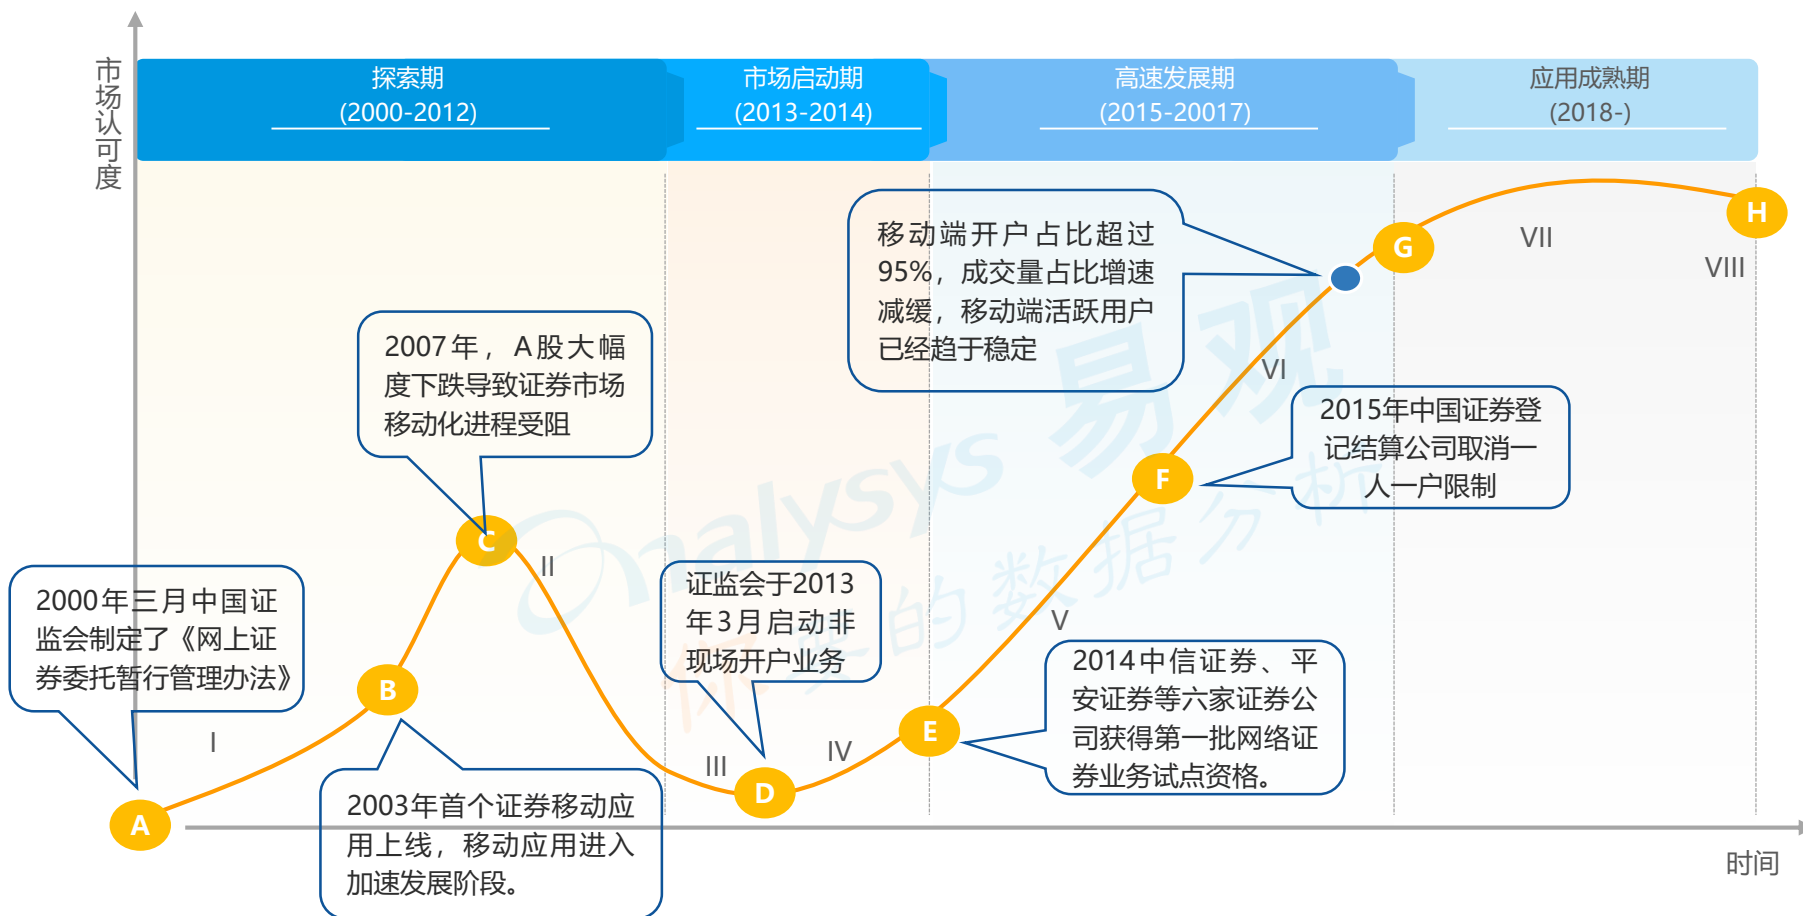 市场认可度
探索期
(2000-2012)
市场启动期
(2013-2014)
高速发展期
(2015-20017)
应用成熟期
(2018-)
移动端开户占比超过
95%，成交量占比增速
减缓，移动端活跃用户
已经趋于稳定
H
G
VII
VIII
2007年，A股大幅
度下跌导致证券市场
移动化进程受阻
VI
2015年中国证券登
记结算公司取消一
人一户限制
F
C
II
2000年三月中国证
监会制定了《网上证
券委托暂行管理办法》
证监会于2013
年3月启动非
现场开户业务
V
B
2014中信证券、平
安证券等六家证券公
司获得第一批网络证
券业务试点资格。
I
E
IV
III
D
A
2003年首个证券移动应
用上线，移动应用进入
加速发展阶段。
时间
analysys 易观
你要的数据分析